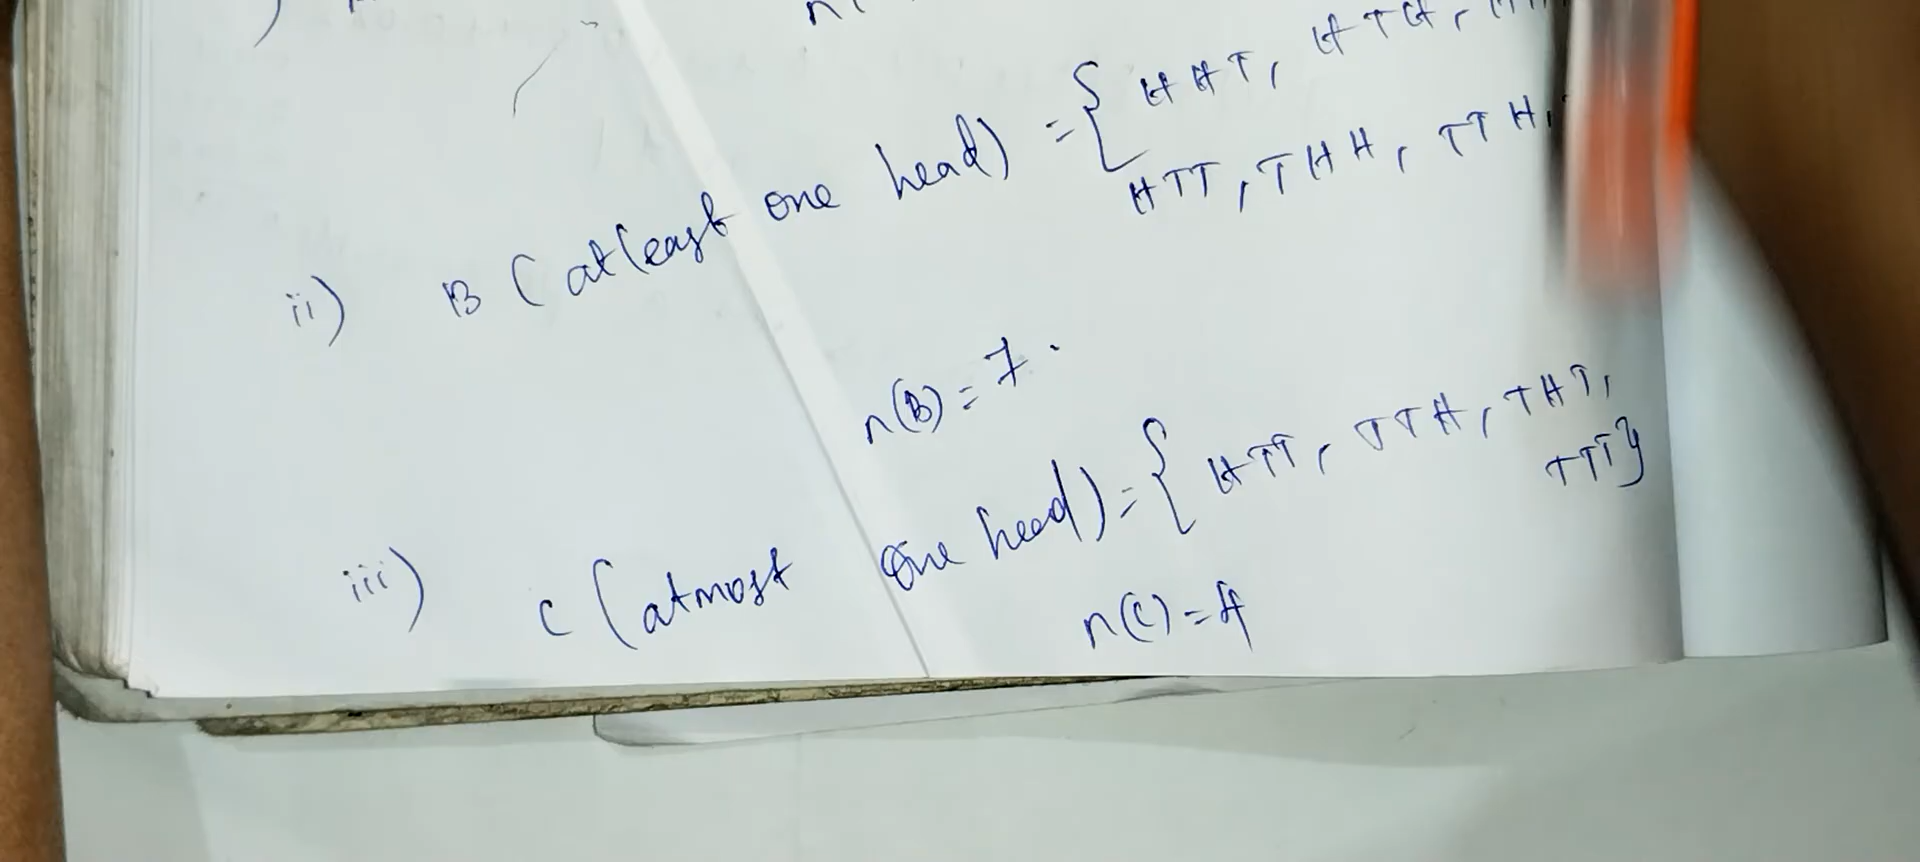 n(
ii) B (atleast one head) = { HHT, HTH,
HTT, THH, TTH,
n(B) = 7.
iii) C (atmost one head) = { HTT, TTH, THT,
TTT}
n(C) = 4